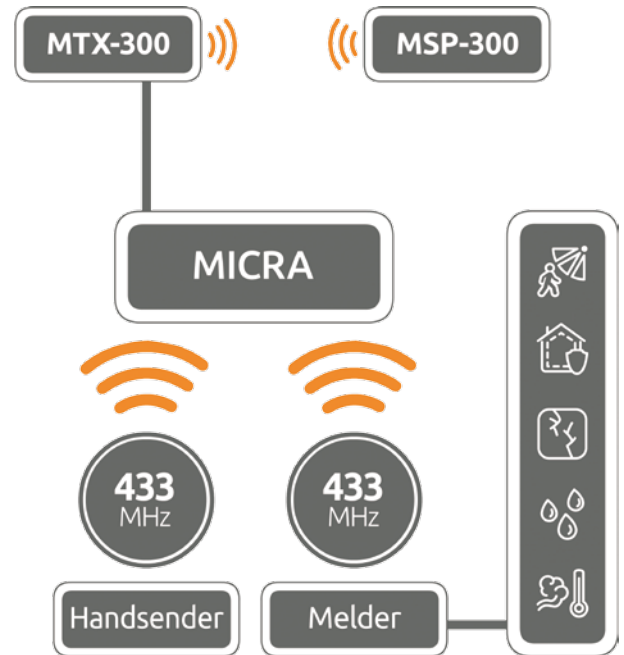 MTX-300
MSP-300
MICRA
433
MHz
433
MHz
Handsender
Melder